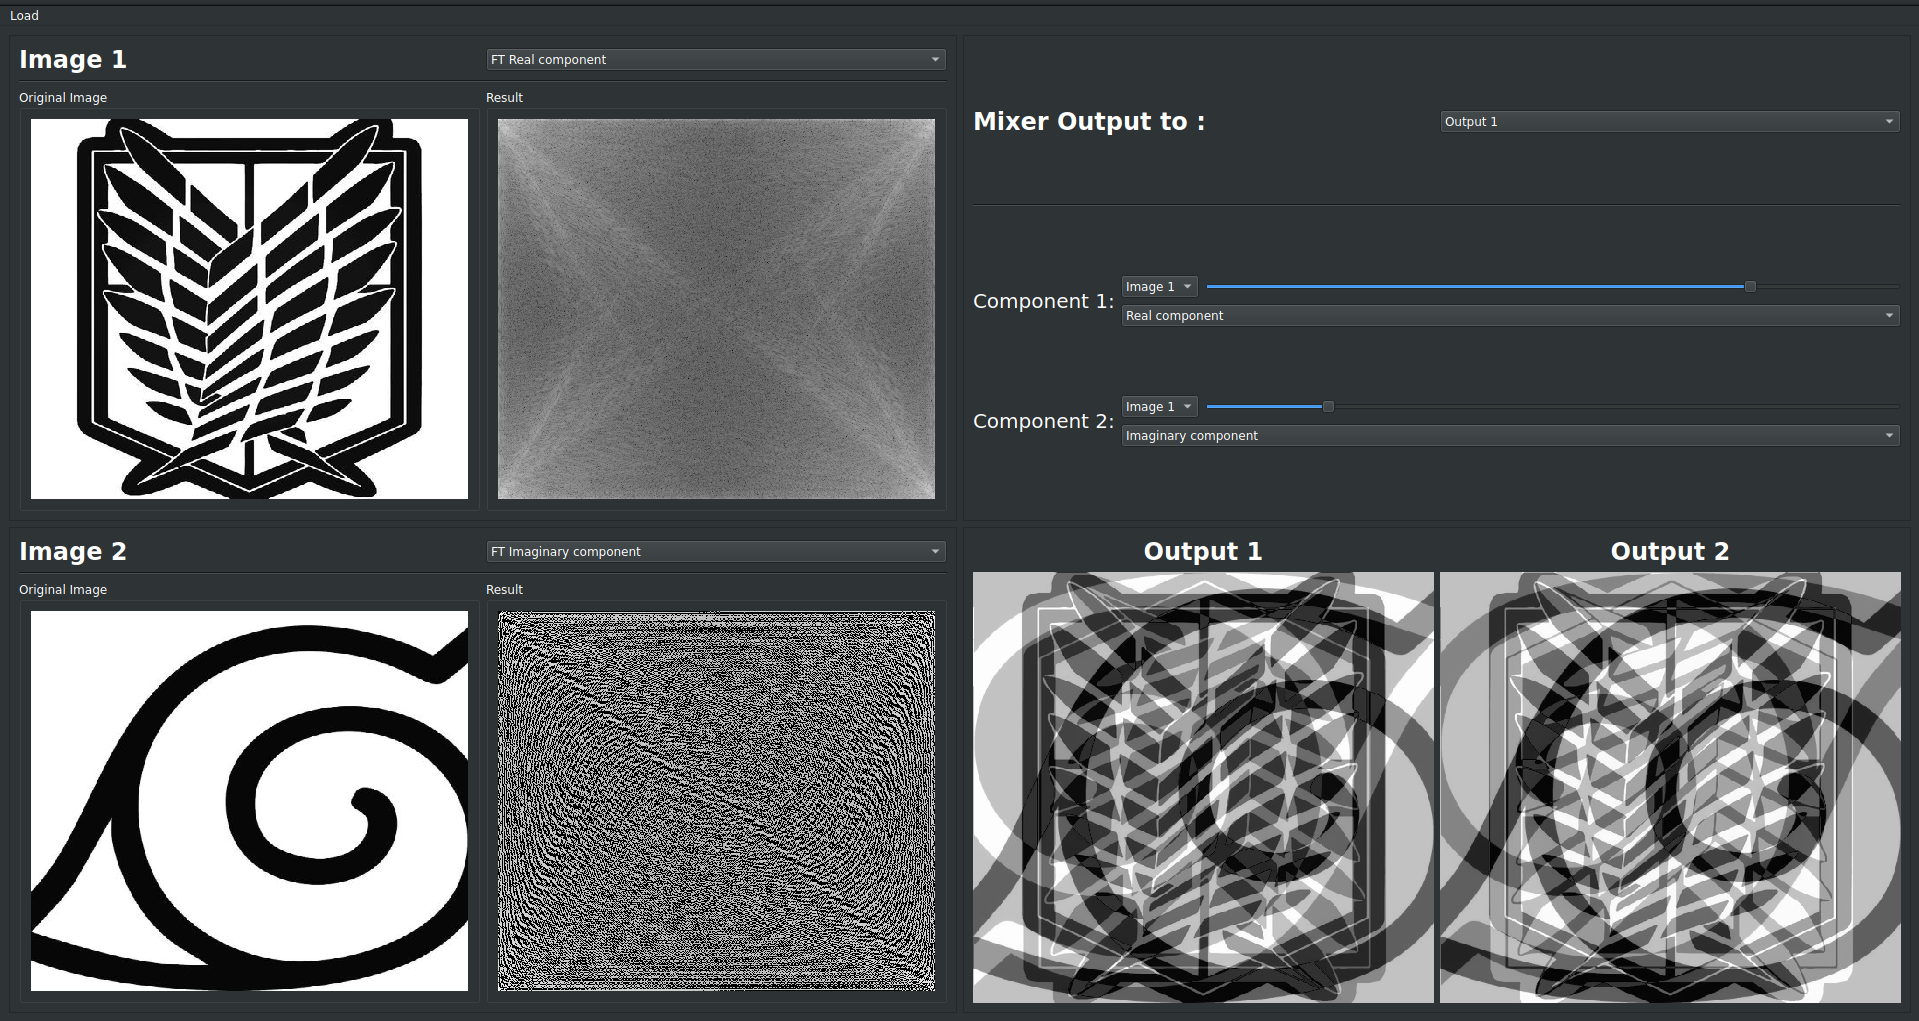 Load
Image 1
FT Real component
Original Image
Result
Mixer Output to :
Output 1
Component 1:
Image 1
Real component
Component 2:
Image 1
Imaginary component
Image 2
FT Imaginary component
Original Image
Result
Output 1
Output 2